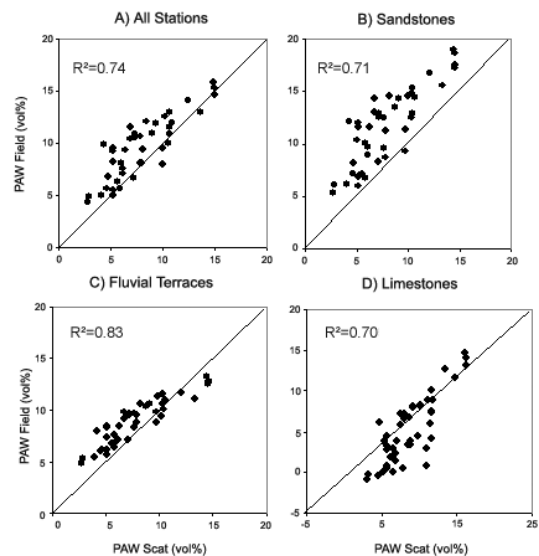 A) All Stations
B) Sandstones
20
15
10
5
0
R²=0.74
PAW Field (vol%)
0 5 10 15 20
20
15
10
5
0
R²=0.71
0 5 10 15 20
C) Fluvial Terraces
D) Limestones
20
15
10
5
0
R²=0.83
PAW Field (vol%)
0 5 10 15 20
PAW Scat (vol%)
20
15
10
5
0
-5
R²=0.70
-5 5 15 25
PAW Scat (vol%)